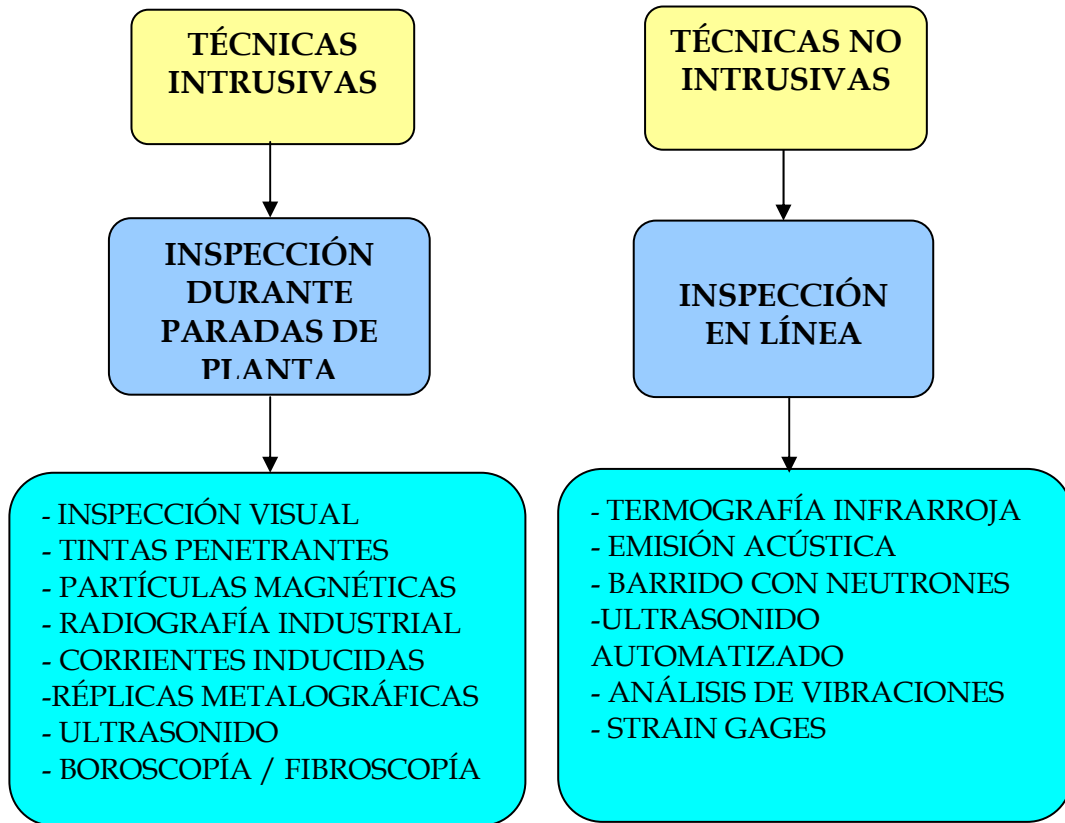 TÉCNICAS
INTRUSIVAS
INSPECCIÓN
DURANTE
PARADAS DE
PLANTA
- INSPECCIÓN VISUAL
- TINTAS PENETRANTES
- PARTÍCULAS MAGNÉTICAS
- RADIOGRAFÍA INDUSTRIAL
- CORRIENTES INDUCIDAS
-RÉPLICAS METALOGRÁFICAS
- ULTRASONIDO
- BOROSCOPÍA / FIBROSCOPÍA
TÉCNICAS NO
INTRUSIVAS
INSPECCIÓN
EN LÍNEA
- TERMOGRAFÍA INFRARROJA
- EMISIÓN ACÚSTICA
- BARRIDO CON NEUTRONES
-ULTRASONIDO
AUTOMATIZADO
- ANÁLISIS DE VIBRACIONES
- STRAIN GAGES